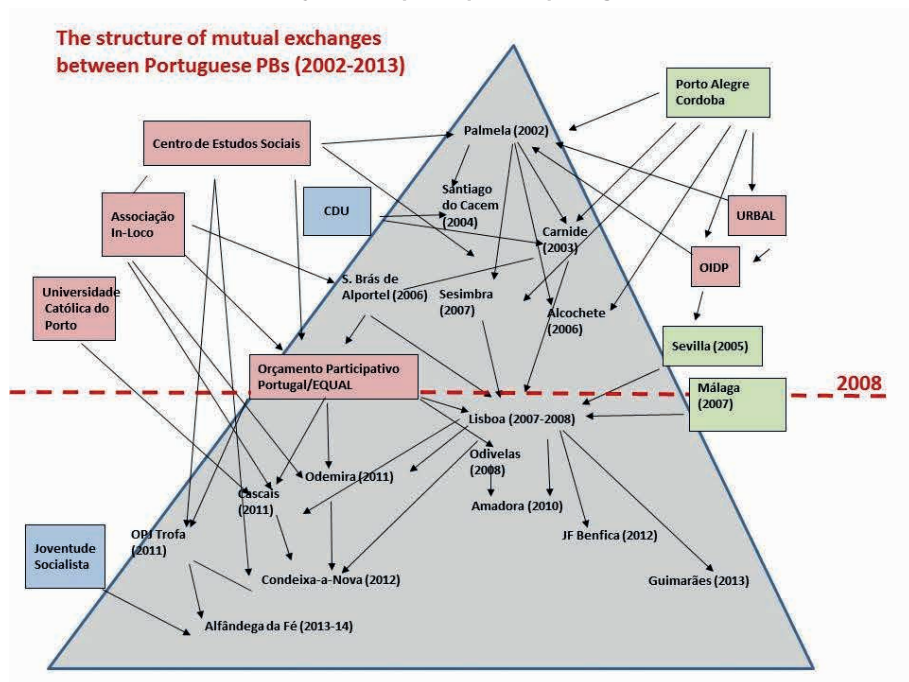 The structure of mutual exchanges
between Portuguese PBs (2002-2013)
Porto Alegre
Cordoba
Centro de Estudos Sociais
Palmela (2002)
CDU
Santiago
do Cacem
(2004)
Associação
In-Loco
URBAL
Carnide
(2003)
OIDP
Universidade
Católica do
Porto
S. Brás de
Alportel (2006)
Sesimbra
(2007)
Alcochete
(2006)
Sevilla (2005)
Orçamento Participativo
Portugal/EQUAL
Málaga
(2007)
2008
Lisboa (2007-2008)
Odivelas
(2008)
Odemira (2011)
Cascais
(2011)
Amadora (2010)
OPJ Trofa
(2011)
JF Benfica (2012)
Joventude
Socialista
Condeixa-a-Nova (2012)
Guimarães (2013)
Alfândega da Fé (2013-14)